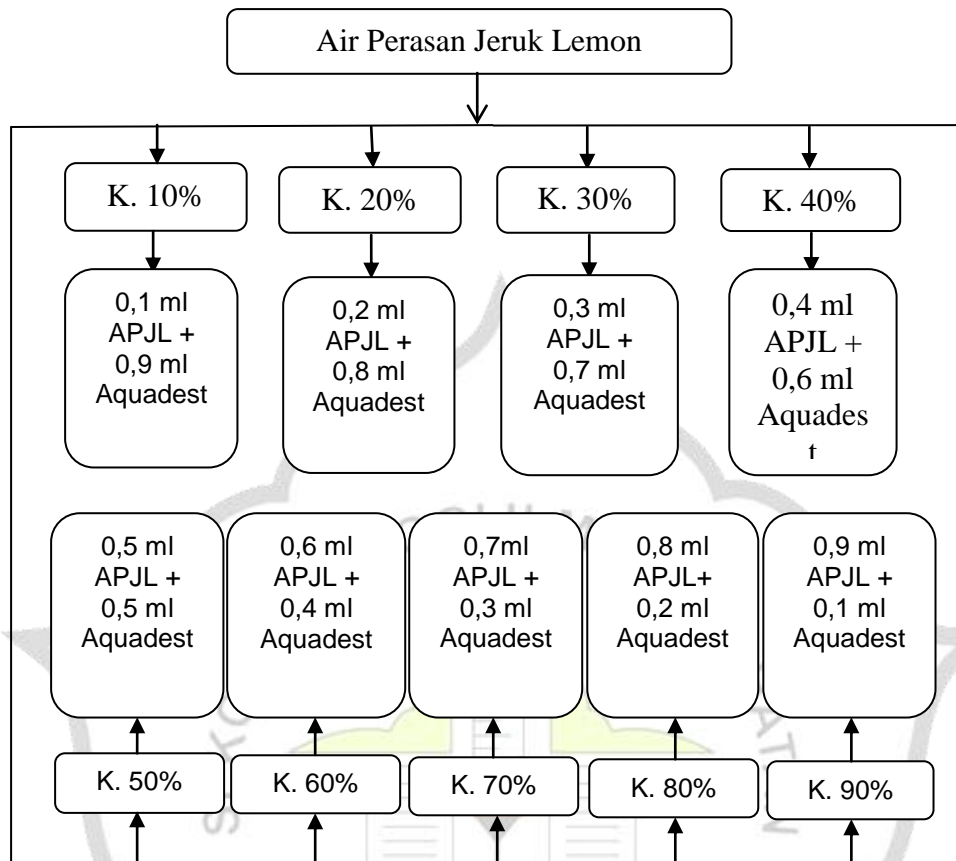 Air Perasan Jeruk Lemon
K. 10%
K. 20%
K. 30%
K. 40%
0,1 ml
APJL +
0,9 ml
Aquadest
0,2 ml
APJL +
0,8 ml
Aquadest
0,3 ml
APJL +
0,7 ml
Aquadest
0,4 ml
APJL +
0,6 ml
Aquades
t
0,5 ml
APJL +
0,5 ml
Aquadest
0,6 ml
APJL +
0,4 ml
Aquadest
0,7ml
APJL +
0,3 ml
Aquadest
0,8 ml
APJL+
0,2 ml
Aquadest
0,9 ml
APJL +
0,1 ml
Aquadest
K. 50%
K. 60%
K. 70%
K. 80%
K. 90%